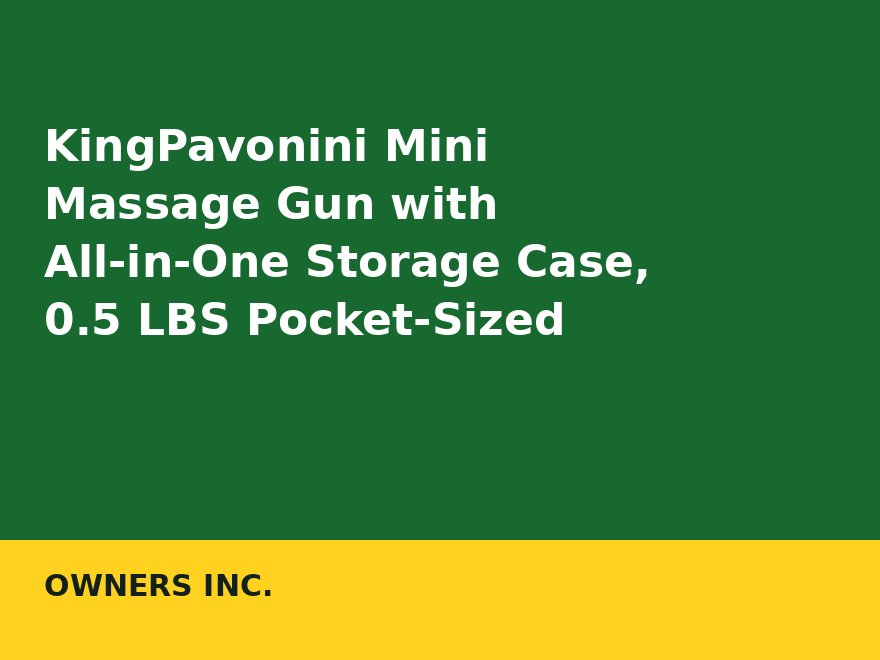 KingPavonini Mini
Massage Gun with
All-in-One Storage Case,
0.5 LBS Pocket-Sized
OWNERS INC.